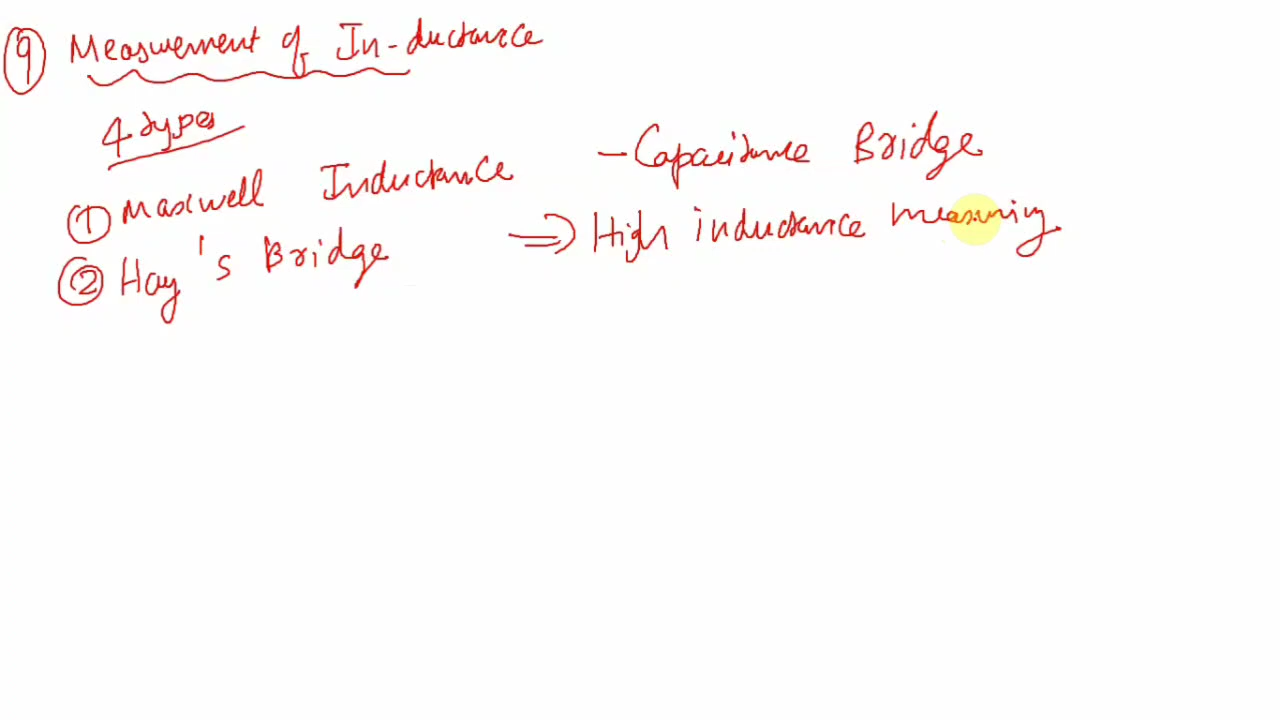 9 Measurement of In-ductance
4 types
① Maxwell Inductance - Capacitance Bridge
② Hay's Bridge ⇒ High inductance measuring